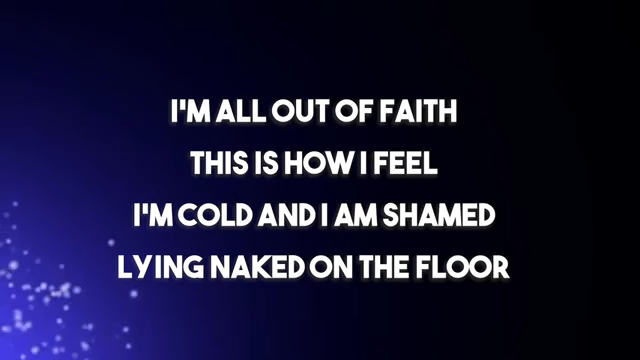 I'M ALL OUT OF FAITH
THIS IS HOW I FEEL
I'M COLD AND I AM SHAMED
LYING NAKED ON THE FLOOR